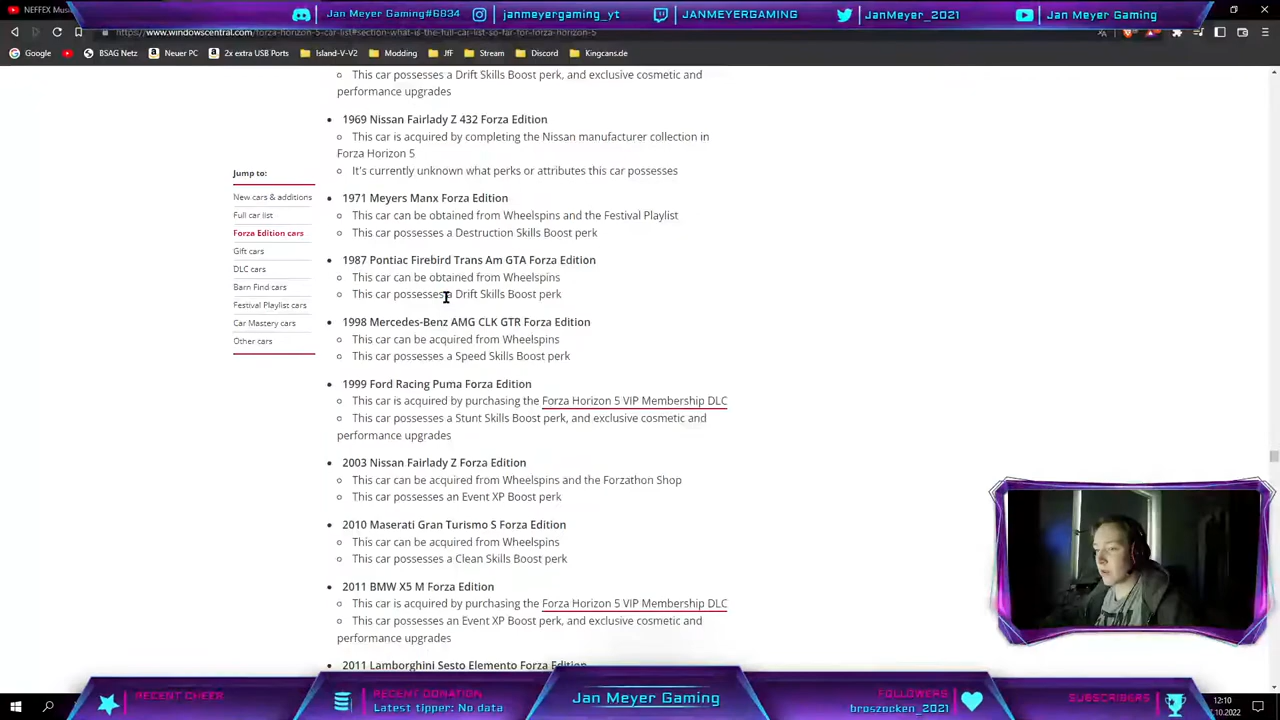 Jan Meyer Gaming#6834
janmeyergaming_yt
JANMEYERGAMING
JanMeyer_2021
Jan Meyer Gaming
https://www.windowscentral.com/forza-horizon-5-car-list#section-what-is-the-full-car-list-so-far-for-forza-horizon-5
Google
BSAG Netz
Neuer PC
2x extra USB Ports
Island-V-V2
Modding
JfF
Stream
Discord
Kingcans.de
This car possesses a Drift Skills Boost perk, and exclusive cosmetic and
performance upgrades
1969 Nissan Fairlady Z 432 Forza Edition
This car is acquired by completing the Nissan manufacturer collection in
Forza Horizon 5
It's currently unknown what perks or attributes this car possesses
Jump to:
New cars & additions
Full car list
Forza Edition cars
Gift cars
DLC cars
Barn Find cars
Festival Playlist cars
Car Mastery cars
Other cars
1971 Meyers Manx Forza Edition
This car can be obtained from Wheelspins and the Festival Playlist
This car possesses a Destruction Skills Boost perk
1987 Pontiac Firebird Trans Am GTA Forza Edition
This car can be obtained from Wheelspins
This car possesses a Drift Skills Boost perk
1998 Mercedes-Benz AMG CLK GTR Forza Edition
This car can be acquired from Wheelspins
This car possesses a Speed Skills Boost perk
1999 Ford Racing Puma Forza Edition
This car is acquired by purchasing the Forza Horizon 5 VIP Membership DLC
This car possesses a Stunt Skills Boost perk, and exclusive cosmetic and
performance upgrades
2003 Nissan Fairlady Z Forza Edition
This car can be acquired from Wheelspins and the Forzathon Shop
This car possesses an Event XP Boost perk
2010 Maserati Gran Turismo S Forza Edition
This car can be acquired from Wheelspins
This car possesses a Clean Skills Boost perk
2011 BMW X5 M Forza Edition
This car is acquired by purchasing the Forza Horizon 5 VIP Membership DLC
This car possesses an Event XP Boost perk, and exclusive cosmetic and
performance upgrades
2011 Lamborghini Sesto Elemento Forza Edition
RECENT CHEER
RECENT DONATION
Latest tipper: No data
Jan Meyer Gaming
FOLLOWERS
broszocken_2021
SUBSCRIBERS
12:10
.10.2022